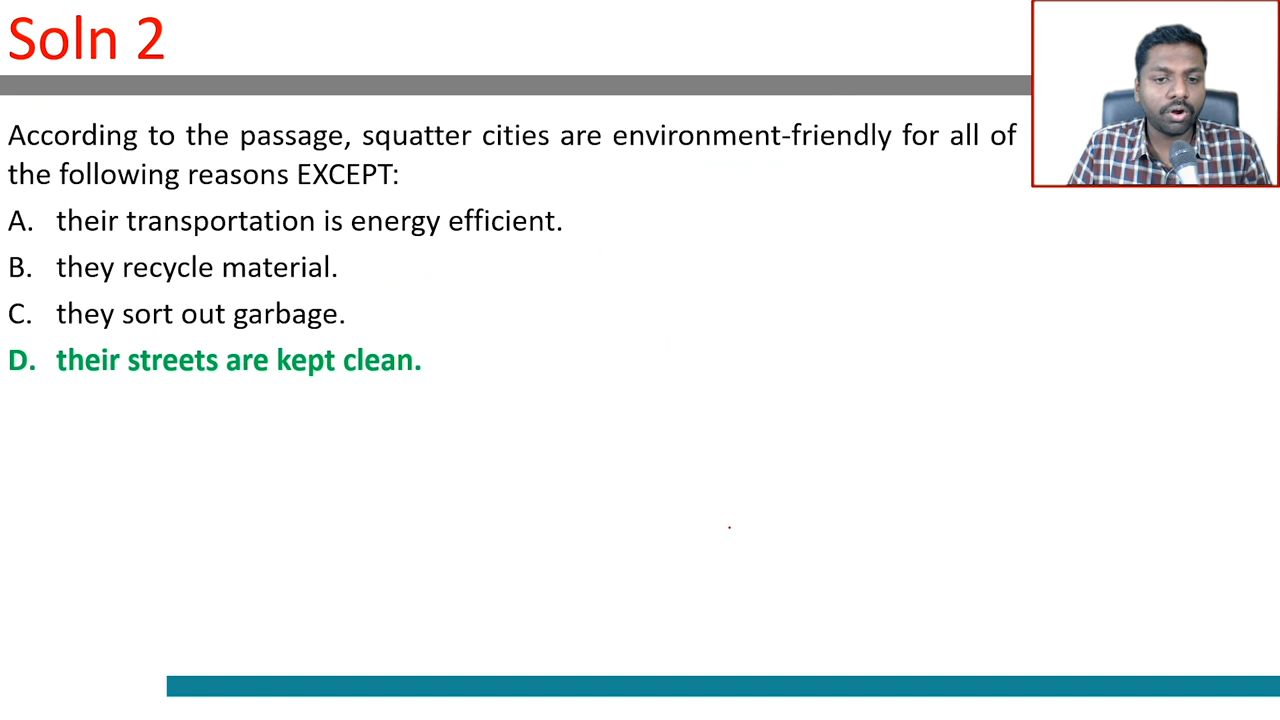 Soln 2
According to the passage, squatter cities are environment-friendly for all of
the following reasons EXCEPT:
A. their transportation is energy efficient.
B. they recycle material.
C. they sort out garbage.
D. their streets are kept clean.